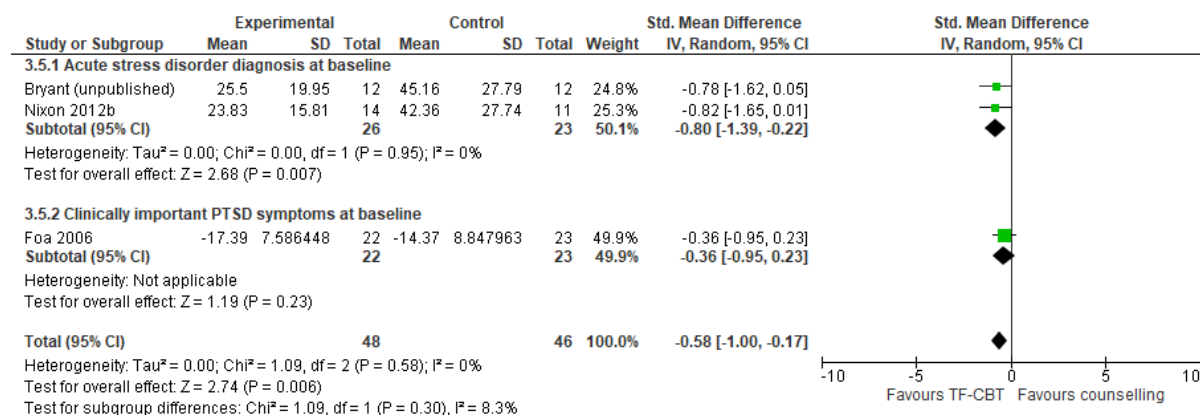 Experimental Control Std. Mean Difference Std. Mean Difference
Study or Subgroup Mean SD Total Mean SD Total Weight IV, Random, 95% CI IV, Random, 95% CI
3.5.1 Acute stress disorder diagnosis at baseline
Bryant (unpublished) 25.5 19.95 12 45.16 27.79 12 24.8% -0.78 [-1.62, 0.05]
Nixon 2012b 23.83 15.81 14 42.36 27.74 11 25.3% -0.82 [-1.65, 0.01]
Subtotal (95% CI) 26 23 50.1% -0.80 [-1.39, -0.22]
Heterogeneity: Tau² = 0.00; Chi² = 0.00, df = 1 (P = 0.95); I² = 0%
Test for overall effect: Z = 2.68 (P = 0.007)
3.5.2 Clinically important PTSD symptoms at baseline
Foa 2006 -17.39 7.586448 22 -14.37 8.847963 23 49.9% -0.36 [-0.95, 0.23]
Subtotal (95% CI) 22 23 49.9% -0.36 [-0.95, 0.23]
Heterogeneity: Not applicable
Test for overall effect: Z = 1.19 (P = 0.23)
Total (95% CI) 48 46 100.0% -0.58 [-1.00, -0.17]
Heterogeneity: Tau² = 0.00; Chi² = 1.09, df = 2 (P = 0.58); I² = 0%
Test for overall effect: Z = 2.74 (P = 0.006)
Test for subgroup differences: Chi² = 1.09, df = 1 (P = 0.30), I² = 8.3%
-10 -5 0 5 10
Favours TF-CBT Favours counselling